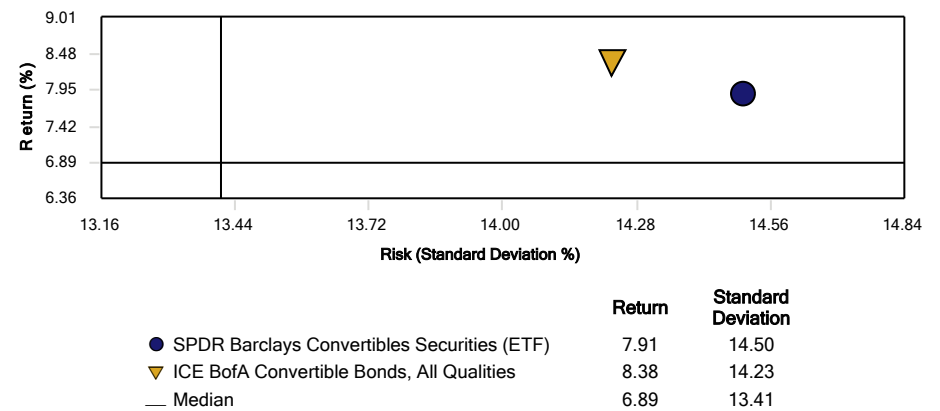 9.01
8.48
7.95
7.42
6.89
6.36
Return (%)
13.16 13.44 13.72 14.00 14.28 14.56 14.84
Risk (Standard Deviation %)
Return Standard Deviation
SPDR Barclays Convertibles Securities (ETF) 7.91 14.50
ICE BofA Convertible Bonds, All Qualities 8.38 14.23
Median 6.89 13.41